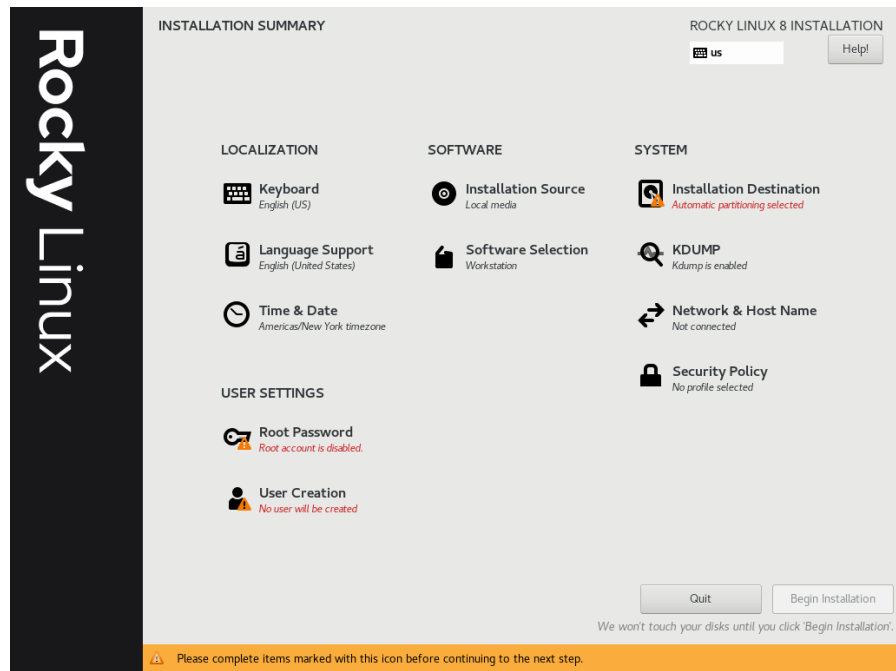 Rocky Linux
INSTALLATION SUMMARY
ROCKY LINUX 8 INSTALLATION
us
Help!
LOCALIZATION
Keyboard
English (US)
Language Support
English (United States)
Time & Date
Americas/New York timezone
USER SETTINGS
Root Password
Root account is disabled.
User Creation
No user will be created
SOFTWARE
Installation Source
Local media
Software Selection
Workstation
SYSTEM
Installation Destination
Automatic partitioning selected
KDUMP
Kdump is enabled
Network & Host Name
Not connected
Security Policy
No profile selected
Quit
Begin Installation
We won't touch your disks until you click 'Begin Installation'.
Please complete items marked with this icon before continuing to the next step.